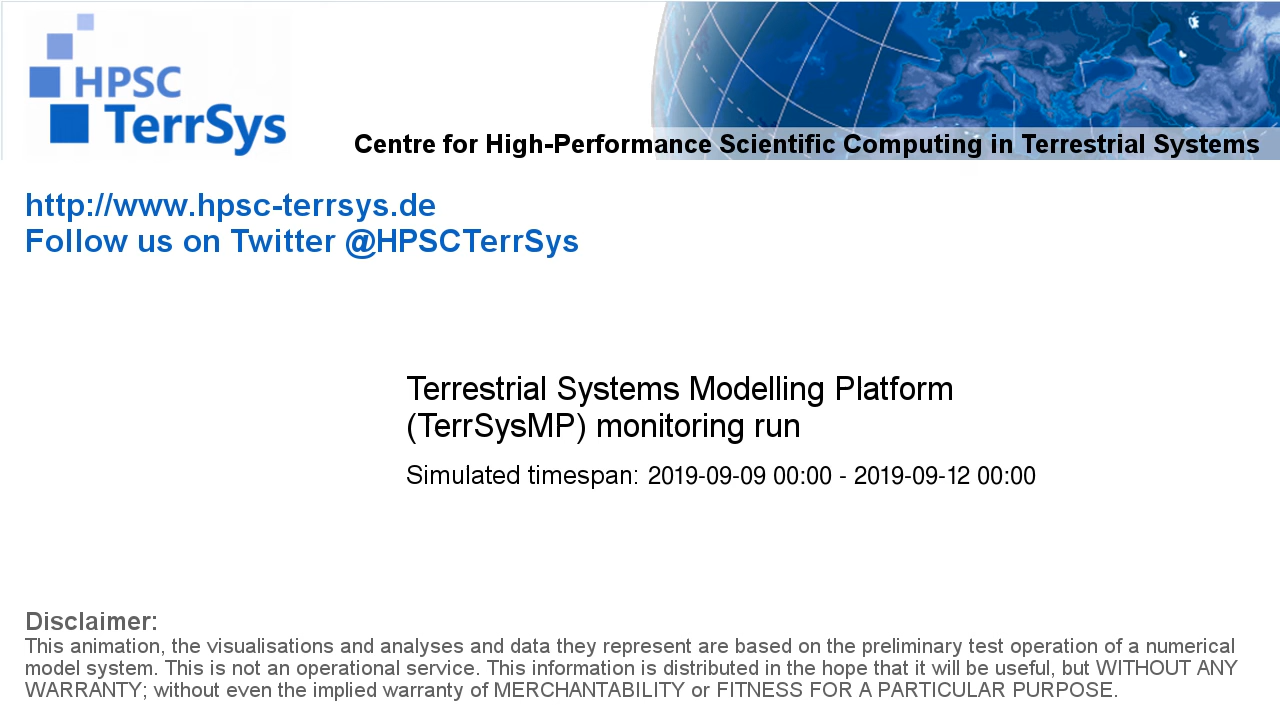 HPSC
TerrSys
Centre for High-Performance Scientific Computing in Terrestrial Systems
http://www.hpsc-terrsys.de
Follow us on Twitter @HPSCTerrSys
Terrestrial Systems Modelling Platform
(TerrSysMP) monitoring run
Simulated timespan: 2019-09-09 00:00 - 2019-09-12 00:00
Disclaimer:
This animation, the visualisations and analyses and data they represent are based on the preliminary test operation of a numerical
model system. This is not an operational service. This information is distributed in the hope that it will be useful, but WITHOUT ANY
WARRANTY; without even the implied warranty of MERCHANTABILITY or FITNESS FOR A PARTICULAR PURPOSE.